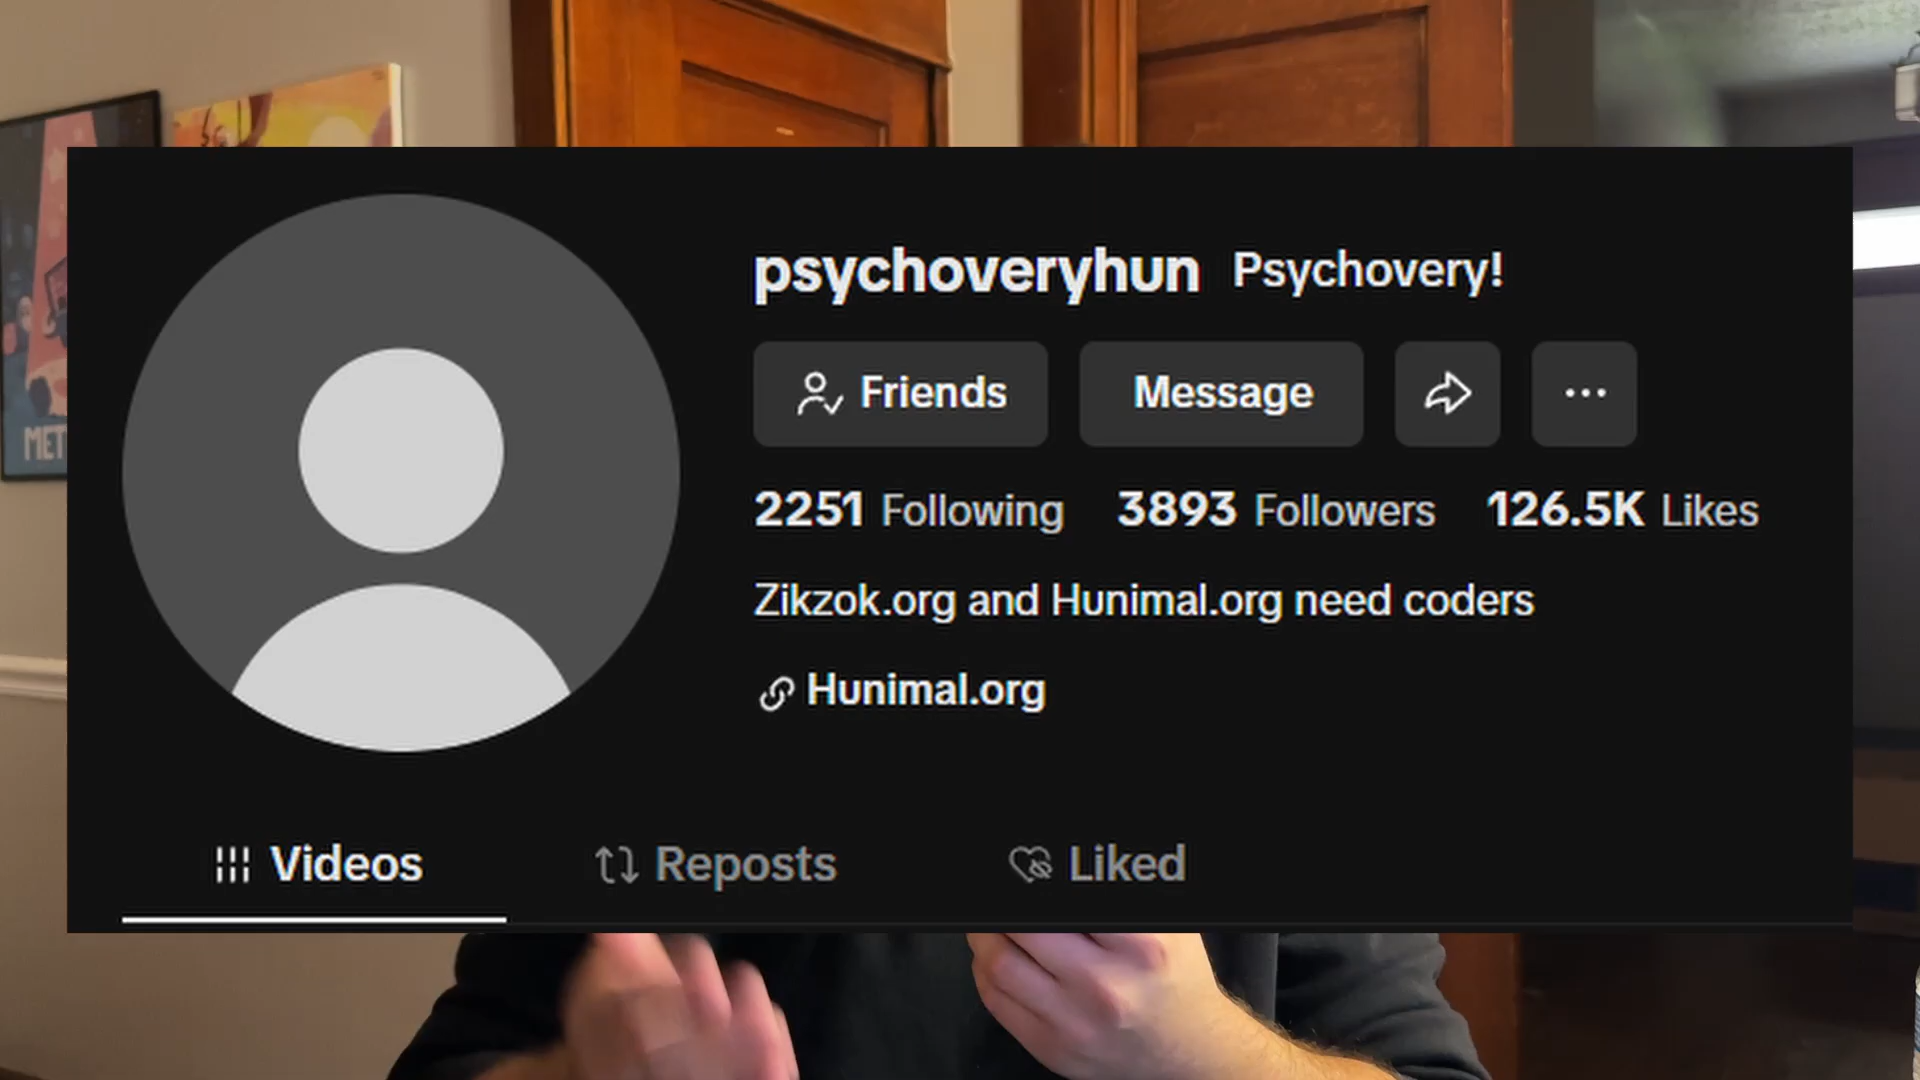 psychoveryhun Psychovery!
Friends Message
2251 Following 3893 Followers 126.5K Likes
Zikzok.org and Hunimal.org need coders
Hunimal.org
Videos Reposts Liked
MET